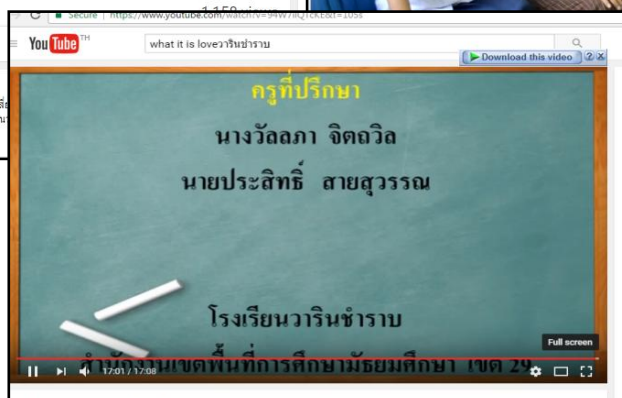 1,158 views
Secure | https://www.youtube.com/watch?v=94W7IIQTckE&t=105s
YouTube TH
what it is loveวารินชำราบ
Download this video ? X
ครูที่ปรึกษา
นางวัลลภา จิตถวิล
นายประสิทธิ์ สายสุวรรณ
โรงเรียนวารินชำราบ
สำนักงานเขตพื้นที่การศึกษามัธยมศึกษา เขต 29
Full screen
17:01 / 17:08